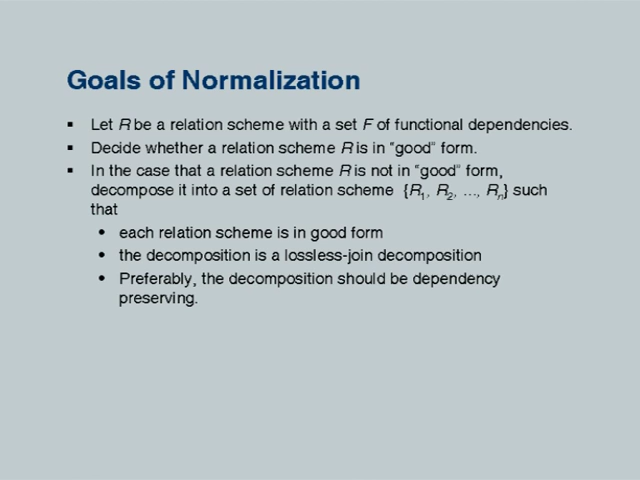 Goals of Normalization
▪ Let R be a relation scheme with a set F of functional dependencies.
▪ Decide whether a relation scheme R is in "good" form.
▪ In the case that a relation scheme R is not in "good" form,
decompose it into a set of relation scheme {R1, R2, ..., Rn} such
that
• each relation scheme is in good form
• the decomposition is a lossless-join decomposition
• Preferably, the decomposition should be dependency
preserving.